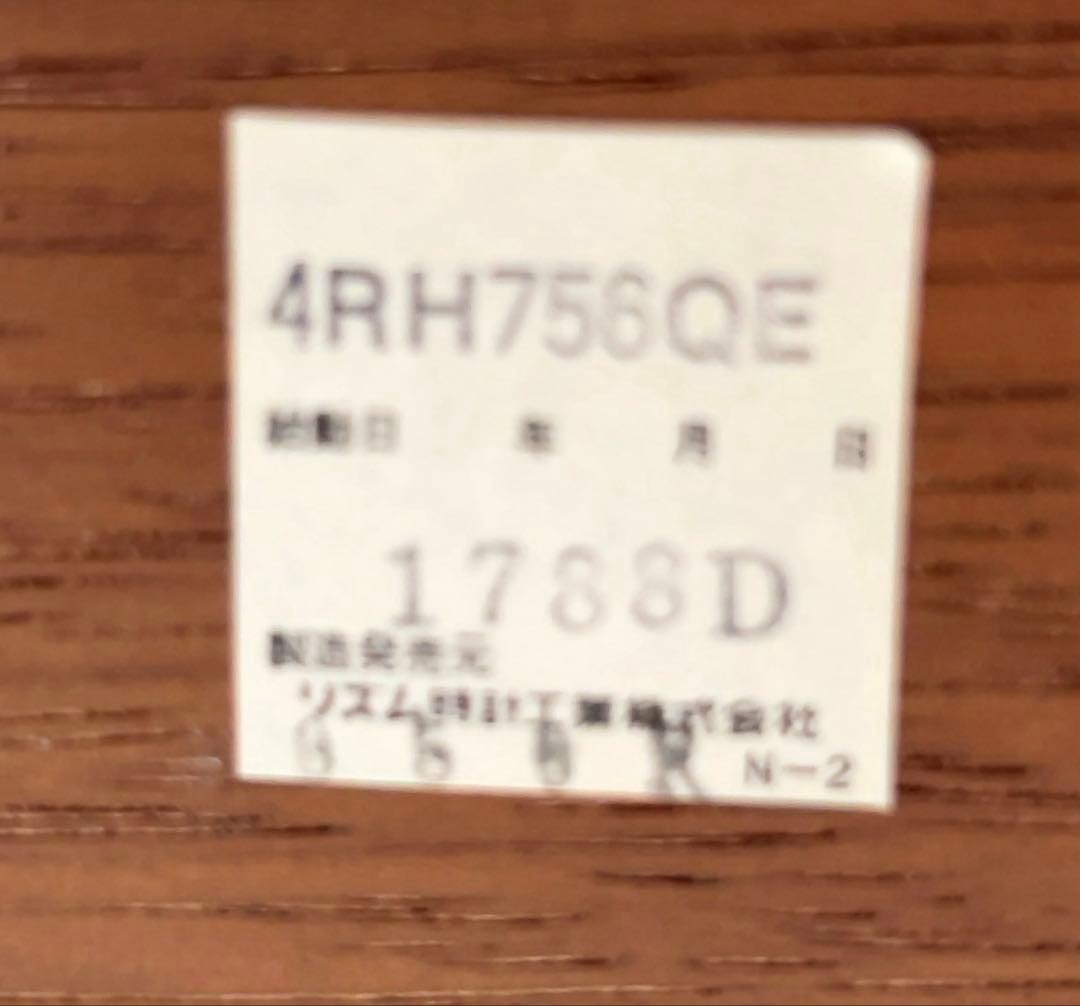 4RH756QE
始動日 年 月 日
1788D
製造発売元
リズム時計工業株式会社
N-2